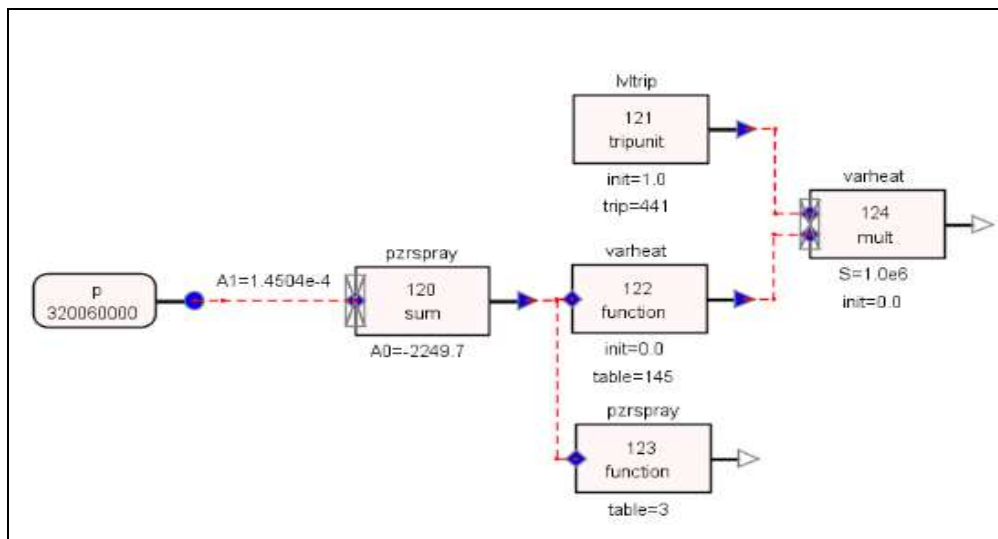 lvltrip
121
tripunit
init=1.0
trip=441
varheat
124
mult
S=1.0e6
init=0.0
p
320060000
A1=1.4504e-4
pzrspray
120
sum
A0=-2249.7
varheat
122
function
init=0.0
table=145
pzrspray
123
function
table=3